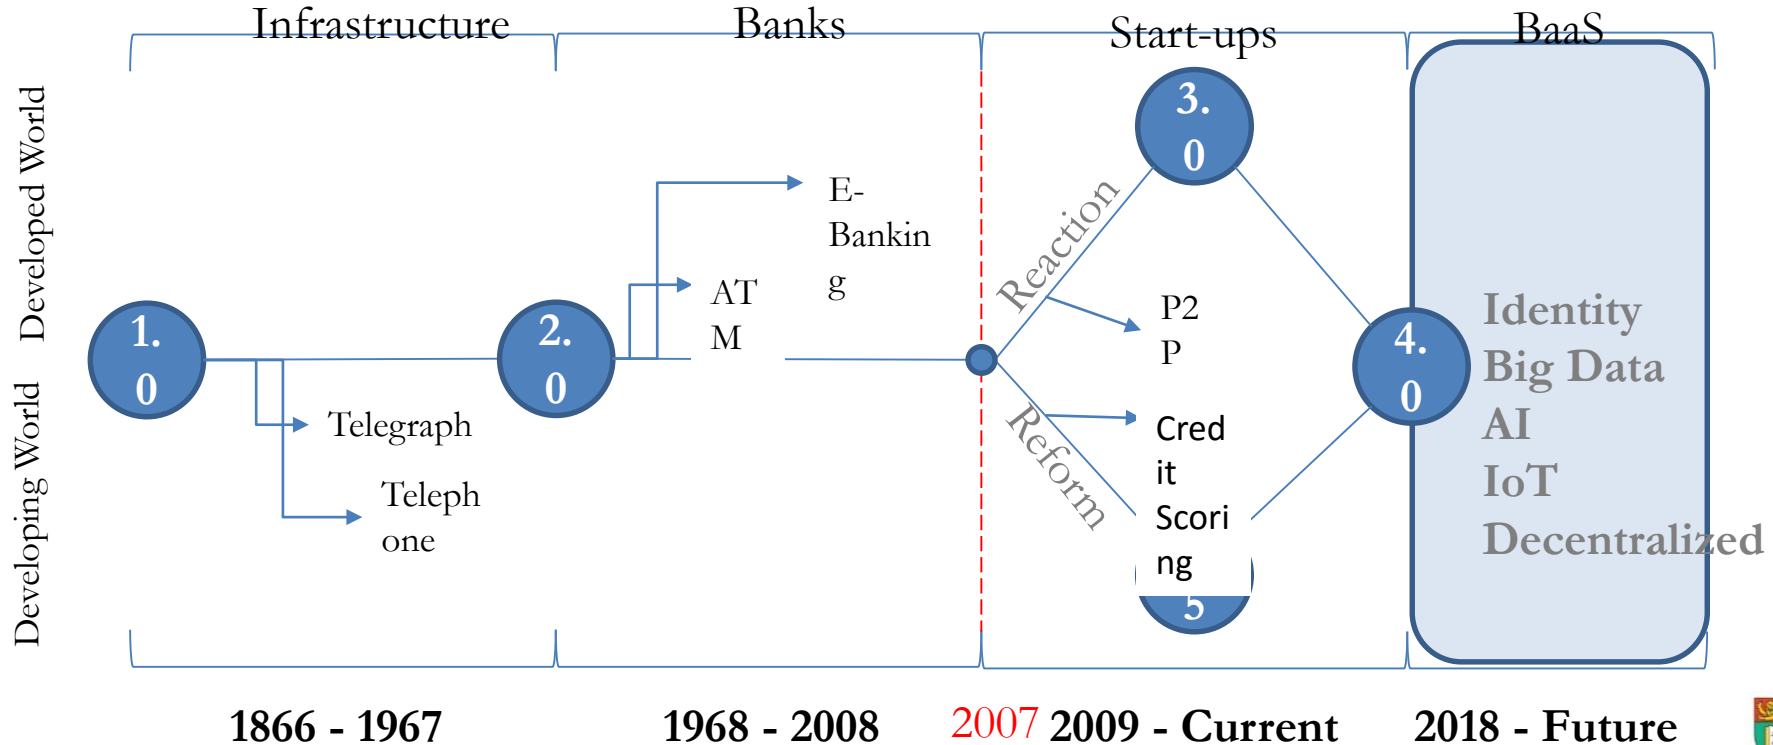 Infrastructure
Banks
Start-ups
BaaS
Developed World
Developing World
1.
0
Telegraph
Teleph
one
2.
0
AT
M
E-
Bankin
g
Reaction
Reform
3.
0
P2
P
Cred
it
Scori
ng
5
4.
0
Identity
Big Data
AI
IoT
Decentralized
1866 - 1967
1968 - 2008
2007
2009 - Current
2018 - Future